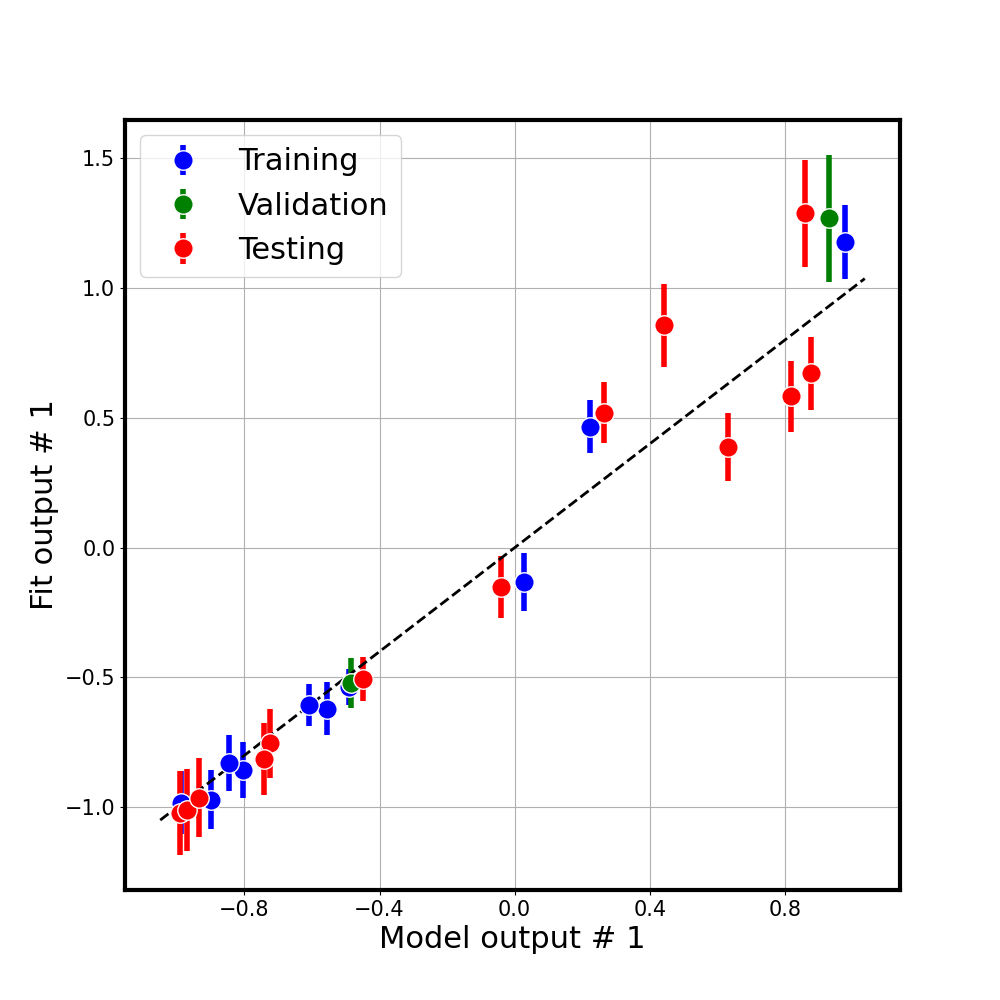 Training
Validation
Testing
1.5
1.0
0.5
0.0
−0.5
−1.0
Fit output # 1
−0.8
−0.4
0.0
0.4
0.8
Model output # 1